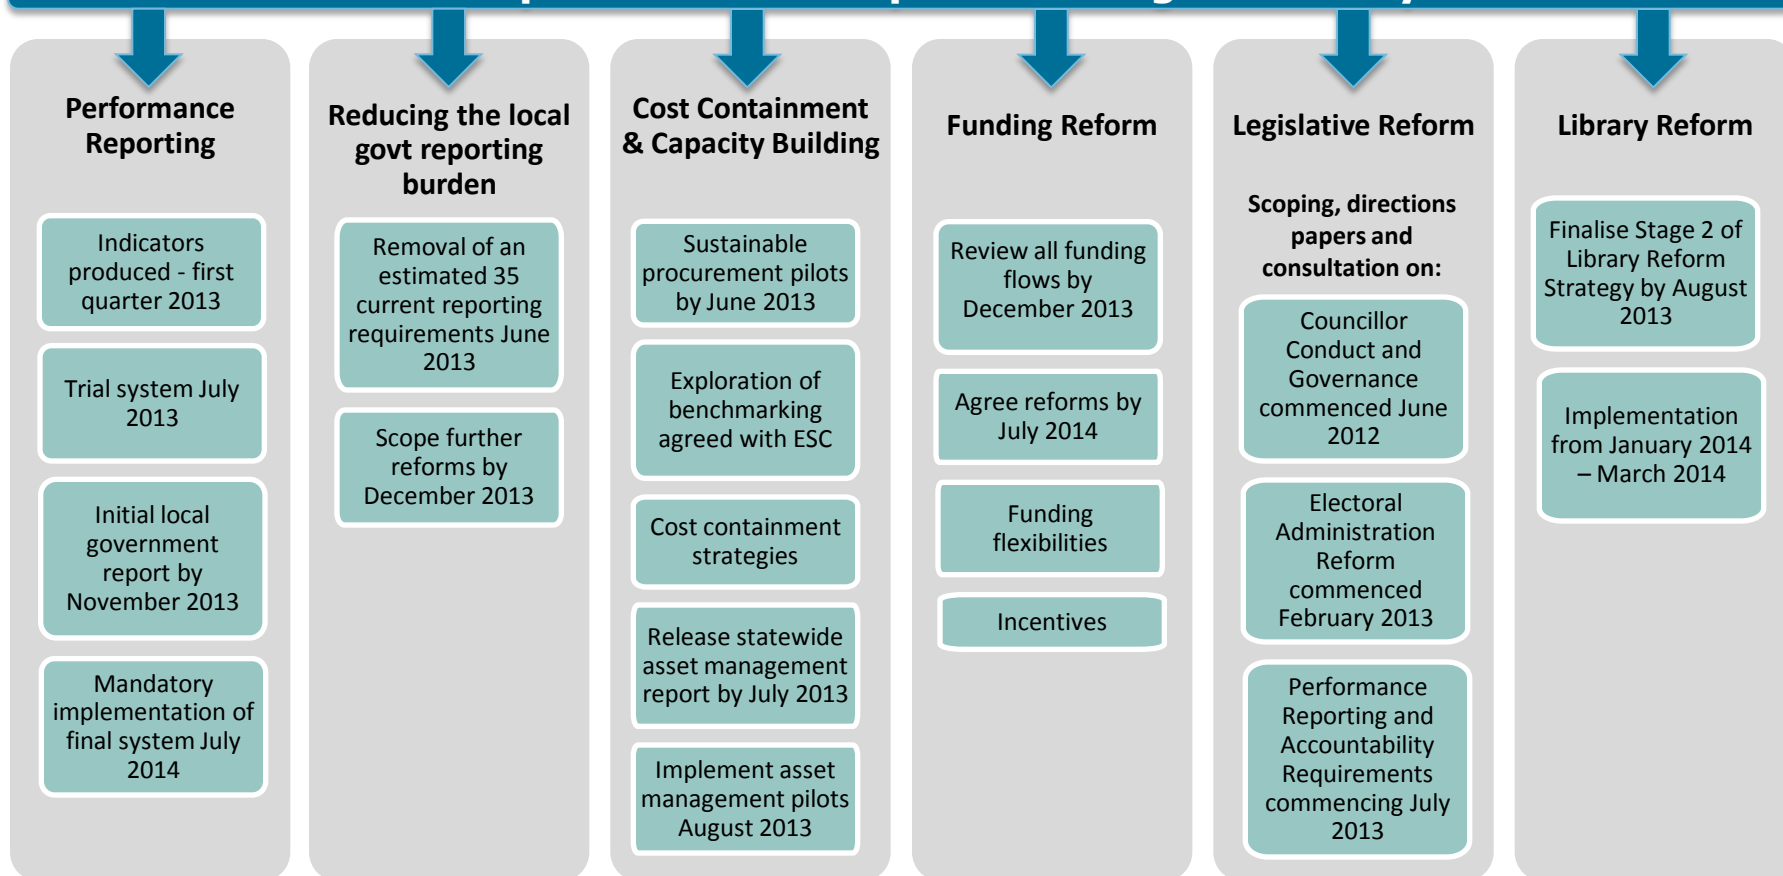 Performance
Reporting
Indicators
produced - first
quarter 2013
Trial system July
2013
Initial local
government
report by
November 2013
Mandatory
implementation of
final system July
2014
Reducing the local
govt reporting
burden
Removal of an
estimated 35
current reporting
requirements June
2013
Scope further
reforms by
December 2013
Cost Containment
& Capacity Building
Sustainable
procurement pilots
by June 2013
Exploration of
benchmarking
agreed with ESC
Cost containment
strategies
Release statewide
asset management
report by July 2013
Implement asset
management pilots
August 2013
Funding Reform
Review all funding
flows by
December 2013
Agree reforms by
July 2014
Funding
flexibilities
Incentives
Legislative Reform
Scoping, directions
papers and
consultation on:
Councillor
Conduct and
Governance
commenced June
2012
Electoral
Administration
Reform
commenced
February 2013
Performance
Reporting and
Accountability
Requirements
commencing July
2013
Library Reform
Finalise Stage 2 of
Library Reform
Strategy by August
2013
Implementation
from January 2014
– March 2014